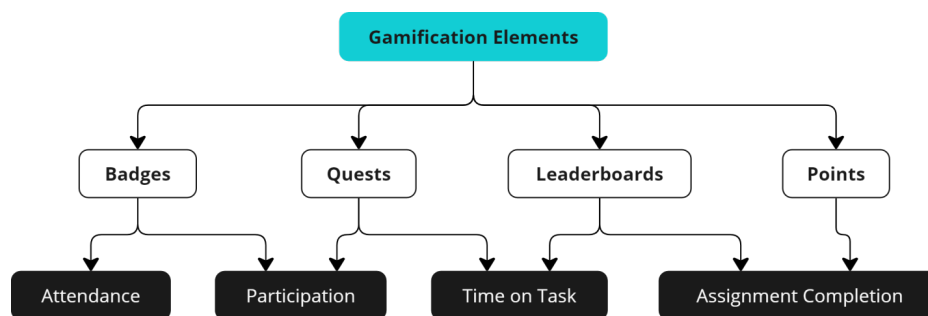 Gamification Elements
Badges
Quests
Leaderboards
Points
Attendance
Participation
Time on Task
Assignment Completion